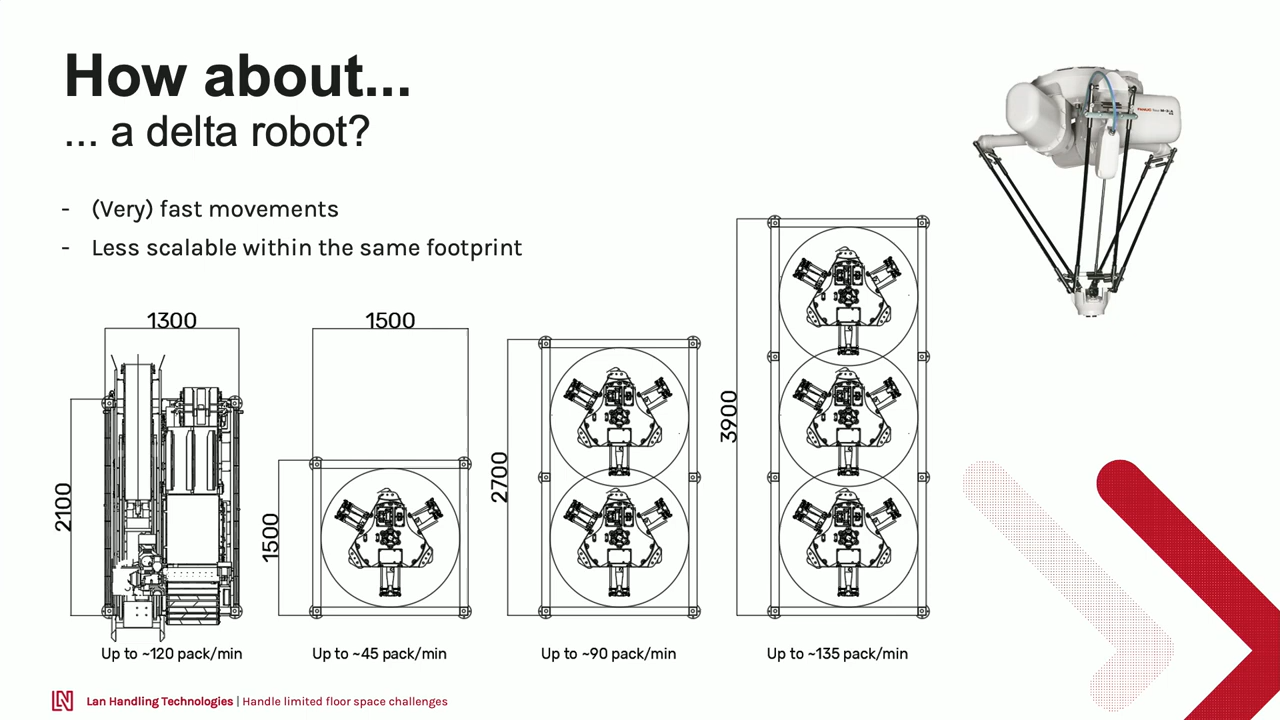 How about...
... a delta robot?
- (Very) fast movements
- Less scalable within the same footprint
1300
2100
Up to ~120 pack/min
1500
1500
Up to ~45 pack/min
2700
Up to ~90 pack/min
3900
Up to ~135 pack/min
LN Lan Handling Technologies | Handle limited floor space challenges